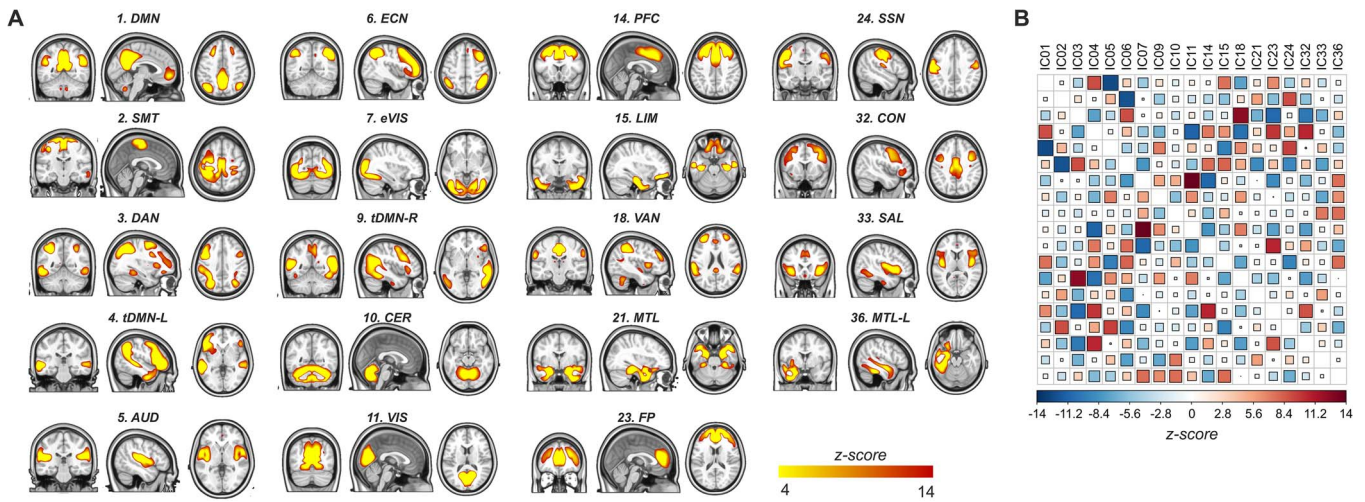 A
B
1. DMN
6. ECN
14. PFC
24. SSN
2. SMT
7. eVIS
15. LIM
32. CON
3. DAN
9. tDMN-R
18. VAN
33. SAL
4. tDMN-L
10. CER
21. MTL
36. MTL-L
5. AUD
11. VIS
23. FP
z-score
4 14
IC01 IC02 IC03 IC04 IC05 IC06 IC07 IC09 IC10 IC11 IC14 IC15 IC18 IC21 IC23 IC24 IC32 IC33 IC36
-14 -11.2 -8.4 -5.6 -2.8 0 2.8 5.6 8.4 11.2 14
z-score